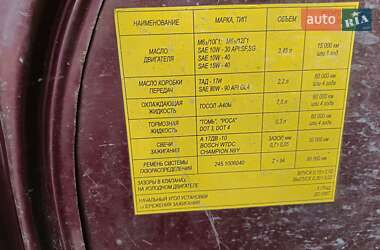 auto.ria
НАИМЕНОВАНИЕ МАРКА, ТИП ОБЪЕМ
МАСЛО ДВИГАТЕЛЯ
SAE 10W - 30 API:SF,SG
SAE 10W - 40
SAE 15W - 40
3,45 л
15 000 км
МАСЛО КОРОБКИ ПЕРЕДАЧ
ТАД - 17И
SAE 80W - 90 API GL4
2,2 л
60 000 км
ОХЛАЖДАЮЩАЯ ЖИДКОСТЬ
ТОСОЛ -А40М
60 000 км
ТОРМОЗНАЯ ЖИДКОСТЬ
"ТОМЬ", "РОСА"
DOT 3, DOT 4
СВЕЧИ ЗАЖИГАНИЯ
А 17ДВ -10
BOSCH W7DC
CHAMPION N9Y
30 000 км
РЕМЕНЬ СИСТЕМЫ ГАЗОРАСПРЕДЕЛЕНИЯ
245.1006040
ЗАЗОРЫ В КЛАПАНАХ
НА ХОЛОДНОМ ДВИГАТЕЛЕ
НАЧАЛЬНЫЙ УГОЛ УСТАНОВКИ
ОПЕРЕЖЕНИЯ ЗАЖИГАНИЯ